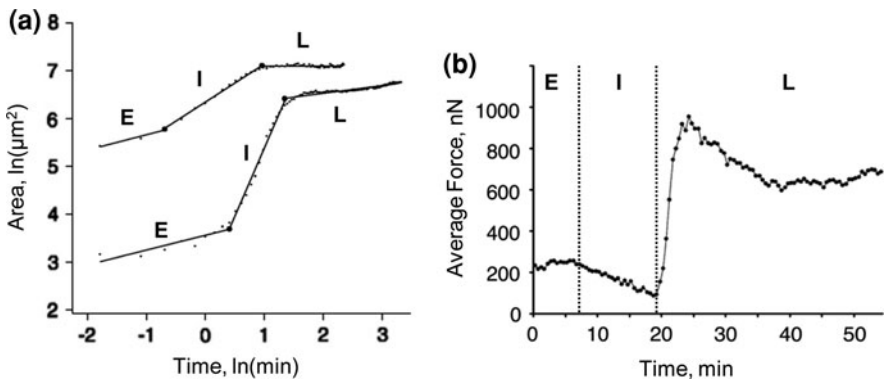 (a)
Area, ln(µm²)
8
7
6
5
4
3
2
E
I
L
E
I
L
-2
-1
0
1
2
3
Time, ln(min)
(b)
Average Force, nN
1000
800
600
400
200
0
E
I
L
0
10
20
30
40
50
Time, min